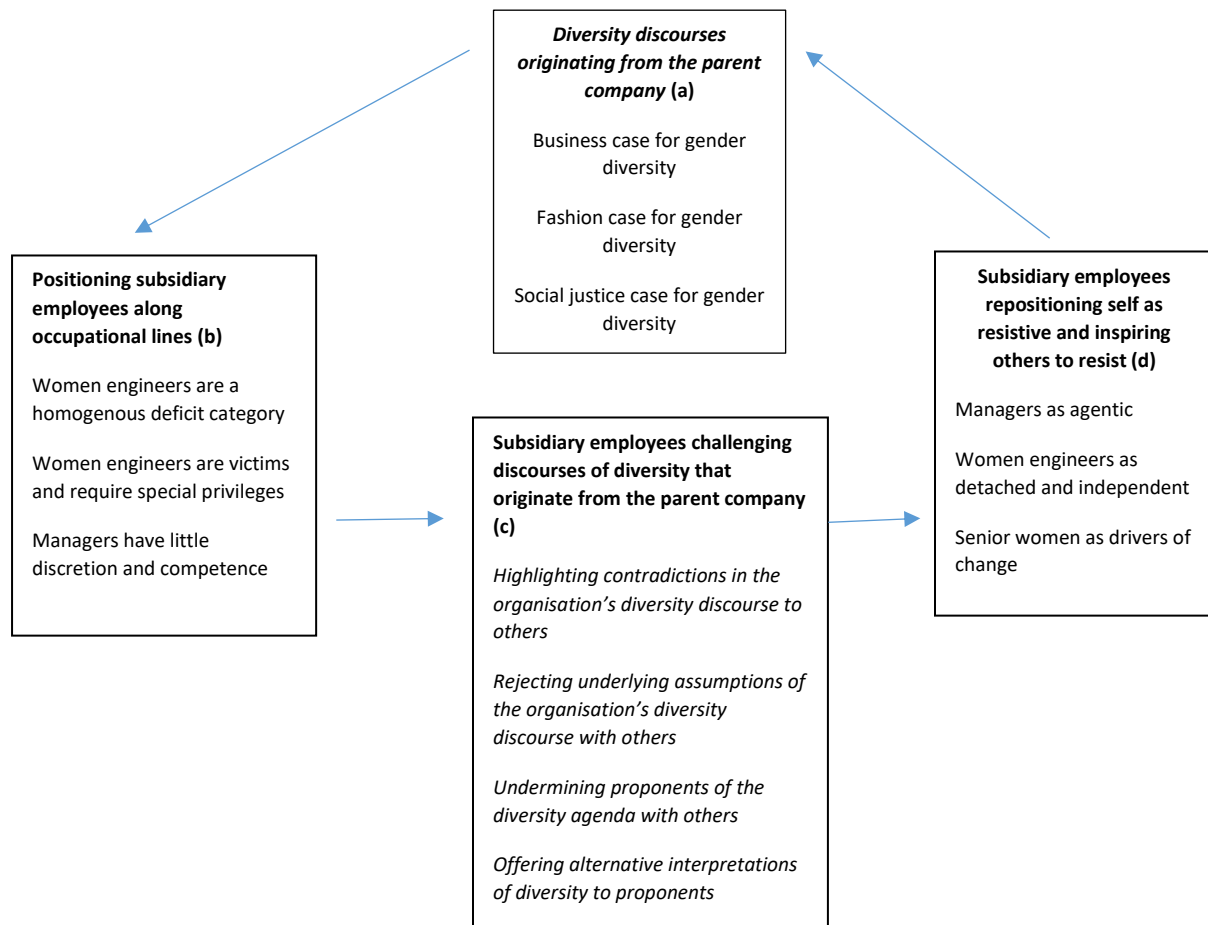 Diversity discourses
originating from the parent
company (a)
Business case for gender
diversity
Fashion case for gender
diversity
Social justice case for gender
diversity
Positioning subsidiary
employees along
occupational lines (b)
Women engineers are a
homogenous deficit category
Women engineers are victims
and require special privileges
Managers have little
discretion and competence
Subsidiary employees challenging
discourses of diversity that
originate from the parent company
(c)
Highlighting contradictions in the
organisation’s diversity discourse to
others
Rejecting underlying assumptions of
the organisation’s diversity
discourse with others
Undermining proponents of the
diversity agenda with others
Offering alternative interpretations
of diversity to proponents
Subsidiary employees
repositioning self as
resistive and inspiring
others to resist (d)
Managers as agentic
Women engineers as
detached and independent
Senior women as drivers of
change